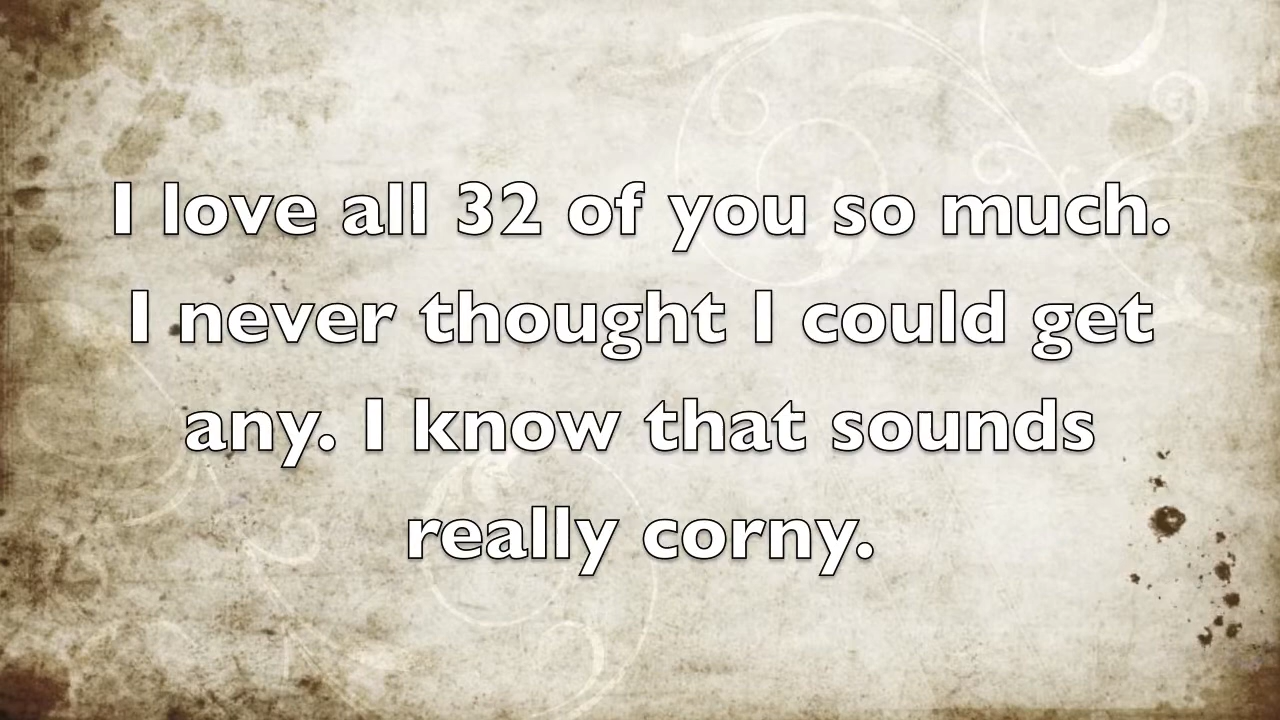 I love all 32 of you so much.
I never thought I could get
any. I know that sounds
really corny.